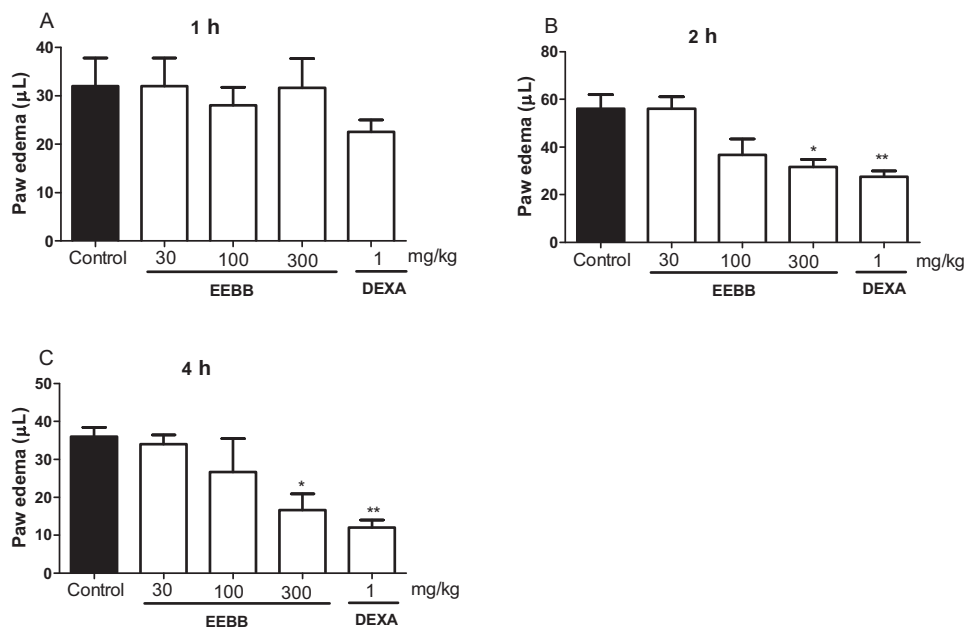 A
1 h
Paw edema (μL)
40
30
20
10
0
Control 30 100 300 1 mg/kg
EEBB DEXA
B
2 h
Paw edema (μL)
80
60
40
20
0
* **
Control 30 100 300 1 mg/kg
EEBB DEXA
C
4 h
Paw edema (μL)
50
40
30
20
10
0
* **
Control 30 100 300 1 mg/kg
EEBB DEXA